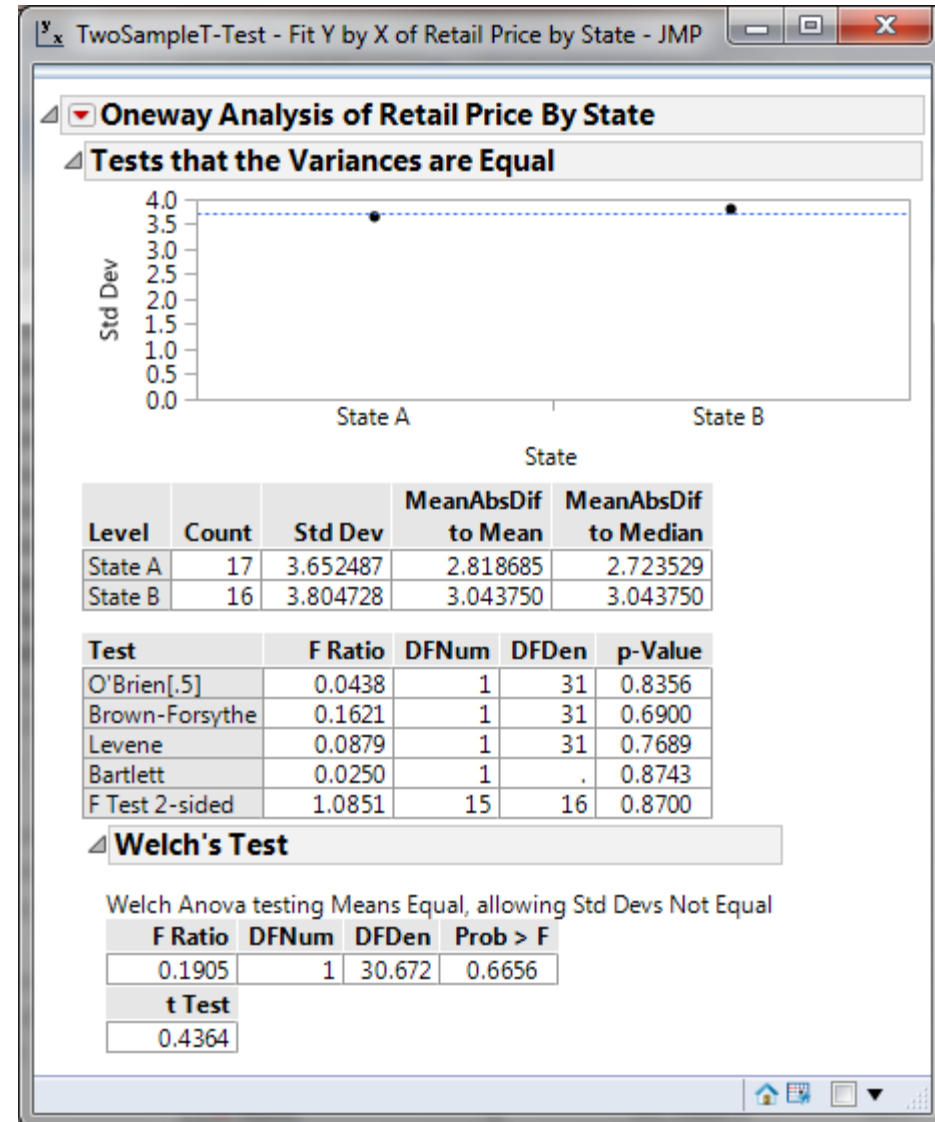 TwoSampleT-Test - Fit Y by X of Retail Price by State - JMP
Oneway Analysis of Retail Price By State
Tests that the Variances are Equal
4.0
3.5
3.0
2.5
2.0
1.5
1.0
0.5
0.0
Std Dev
State A State B
State
Level Count Std Dev MeanAbsDif to Mean MeanAbsDif to Median
State A 17 3.652487 2.818685 2.723529
State B 16 3.804728 3.043750 3.043750
Test F Ratio DFNum DFDen p-Value
O'Brien[.5] 0.0438 1 31 0.8356
Brown-Forsythe 0.1621 1 31 0.6900
Levene 0.0879 1 31 0.7689
Bartlett 0.0250 1 . 0.8743
F Test 2-sided 1.0851 15 16 0.8700
Welch's Test
Welch Anova testing Means Equal, allowing Std Devs Not Equal
F Ratio DFNum DFDen Prob > F
0.1905 1 30.672 0.6656
t Test
0.4364